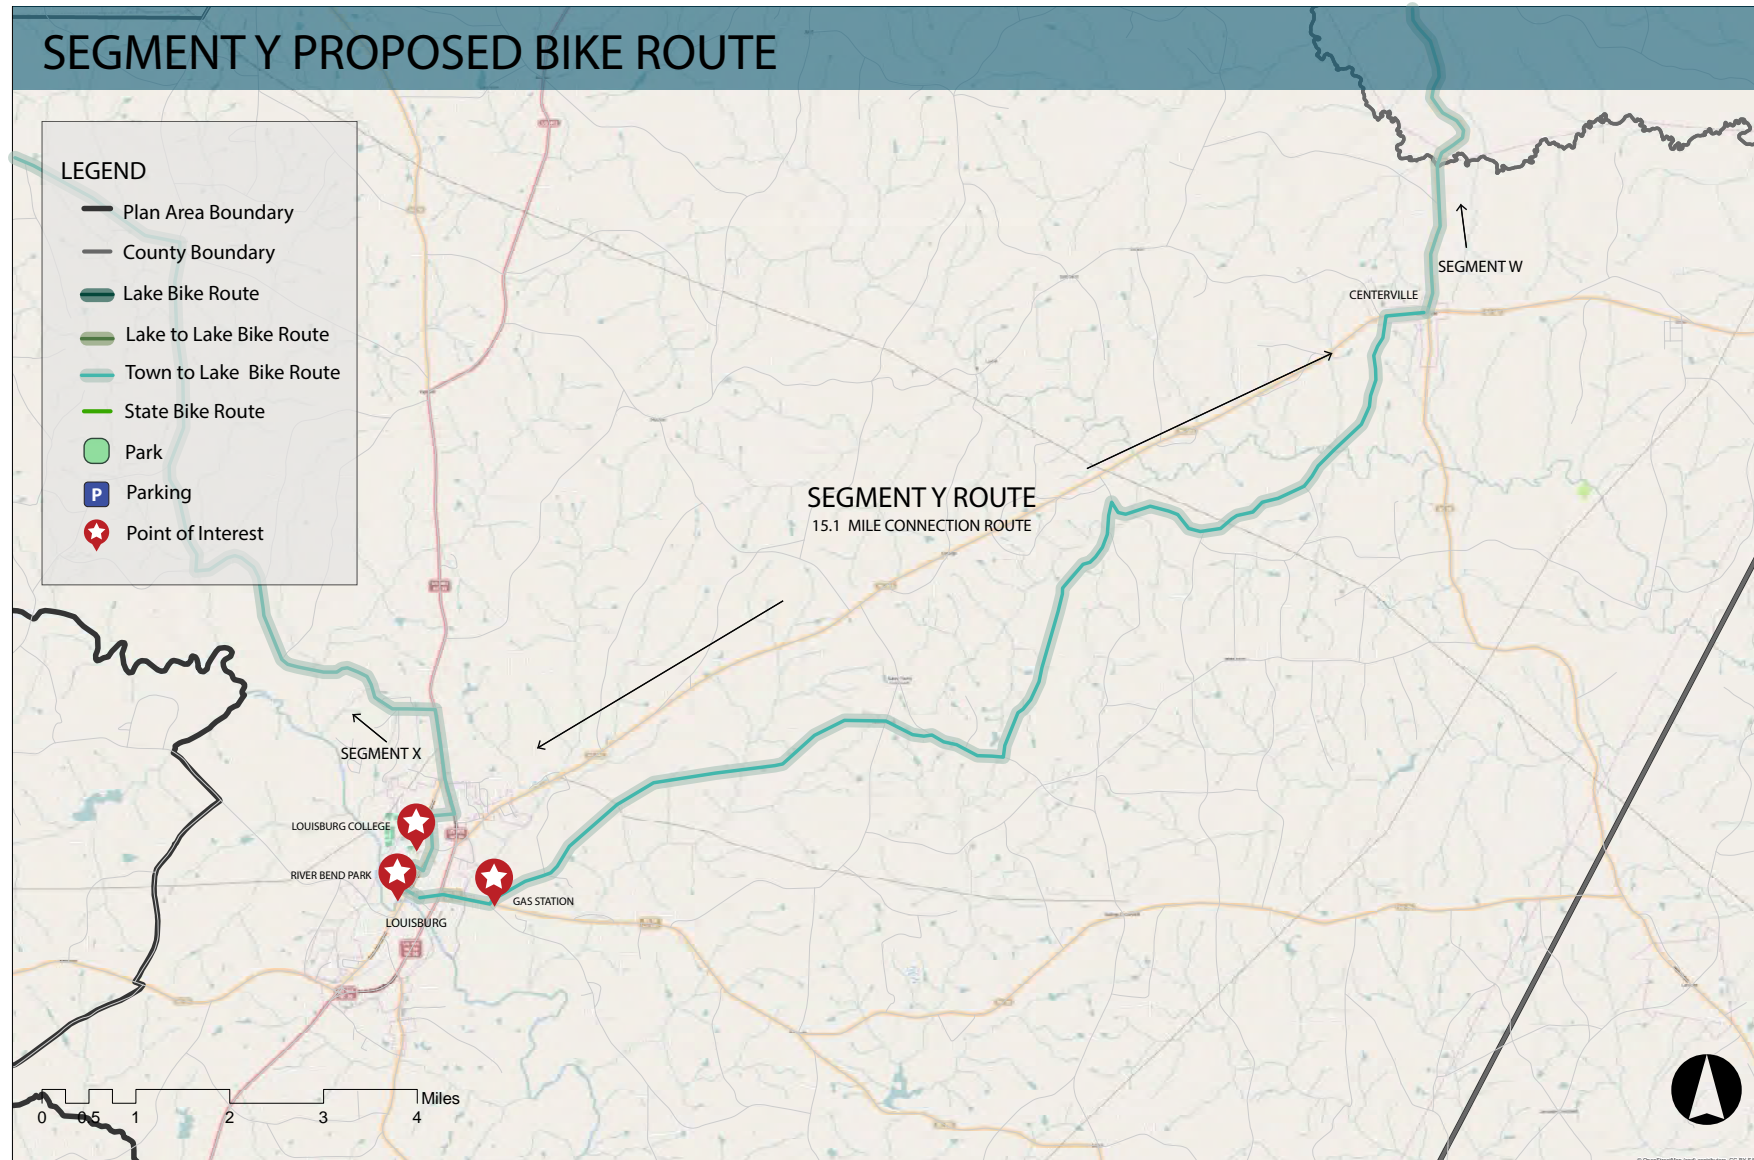 SEGMENT Y PROPOSED BIKE ROUTE
LEGEND
Plan Area Boundary
County Boundary
Lake Bike Route
Lake to Lake Bike Route
Town to Lake Bike Route
State Bike Route
Park
P Parking
Point of Interest
SEGMENT W
CENTERVILLE
SEGMENT Y ROUTE
15.1 MILE CONNECTION ROUTE
SEGMENT X
LOUISBURG COLLEGE
RIVER BEND PARK
GAS STATION
LOUISBURG
Miles
0 0.5 1 2 3 4